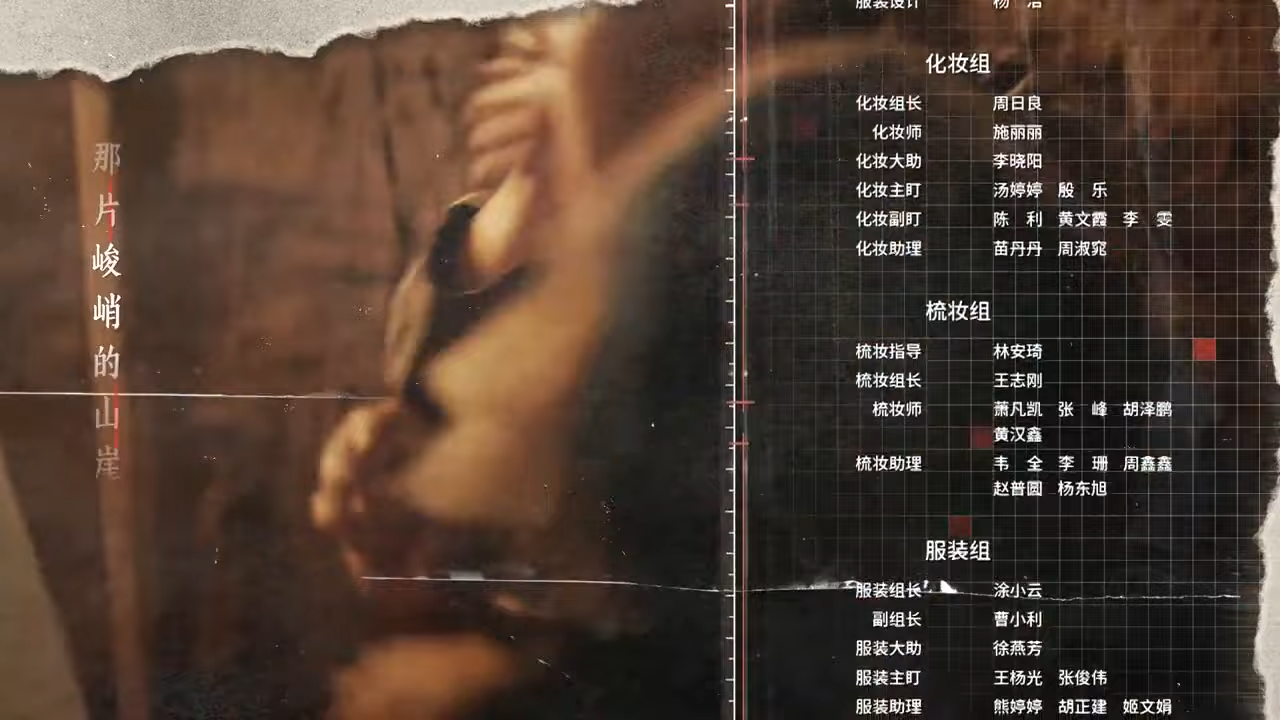 那片峻峭的山崖
服装设计 杨 洁
化妆组
化妆组长 周日良
化妆师 施丽丽
化妆大助 李晓阳
化妆主盯 汤婷婷 殷 乐
化妆副盯 陈 利 黄文霞 李 雯
化妆助理 苗丹丹 周淑窕
梳妆组
梳妆指导 林安琦
梳妆组长 王志刚
梳妆师 萧凡凯 张 峰 胡泽鹏
黄汉鑫
梳妆助理 韦 全 李 珊 周鑫鑫
赵普圆 杨东旭
服装组
服装组长 涂小云
副组长 曹小利
服装大助 徐燕芳
服装主盯 王杨光 张俊伟
服装助理 熊婷婷 胡正建 姬文娟